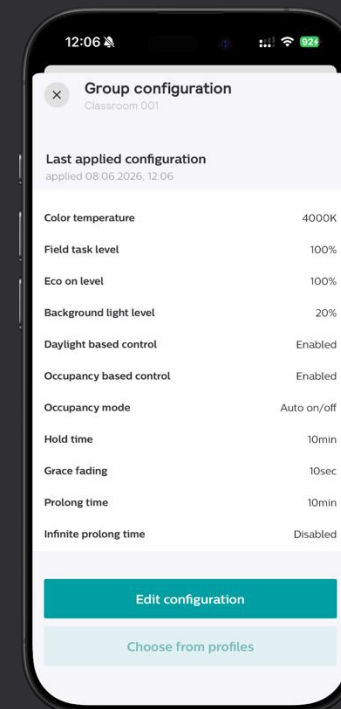 12:06 92
Group configuration
Classroom 001
Last applied configuration
applied 08.06.2026, 12:06
Color temperature 4000K
Field task level 100%
Eco on level 100%
Background light level 20%
Daylight based control Enabled
Occupancy based control Enabled
Occupancy mode Auto on/off
Hold time 10min
Grace fading 10sec
Prolong time 10min
Infinite prolong time Disabled
Edit configuration
Choose from profiles